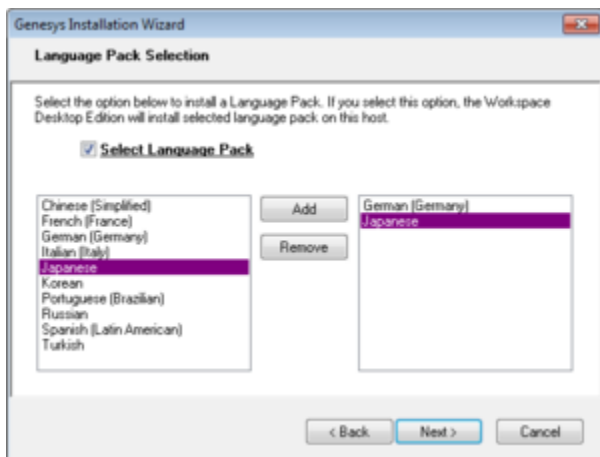 Genesys Installation Wizard
Language Pack Selection
Select the option below to install a Language Pack. If you select this option, the Workspace
Desktop Edition will install selected language pack on this host.
Select Language Pack
Chinese (Simplified)
French (France)
German (Germany)
Italian (Italy)
Japanese
Korean
Portuguese (Brazilian)
Russian
Spanish (Latin American)
Turkish
Add
Remove
German (Germany)
Japanese
< Back
Next >
Cancel